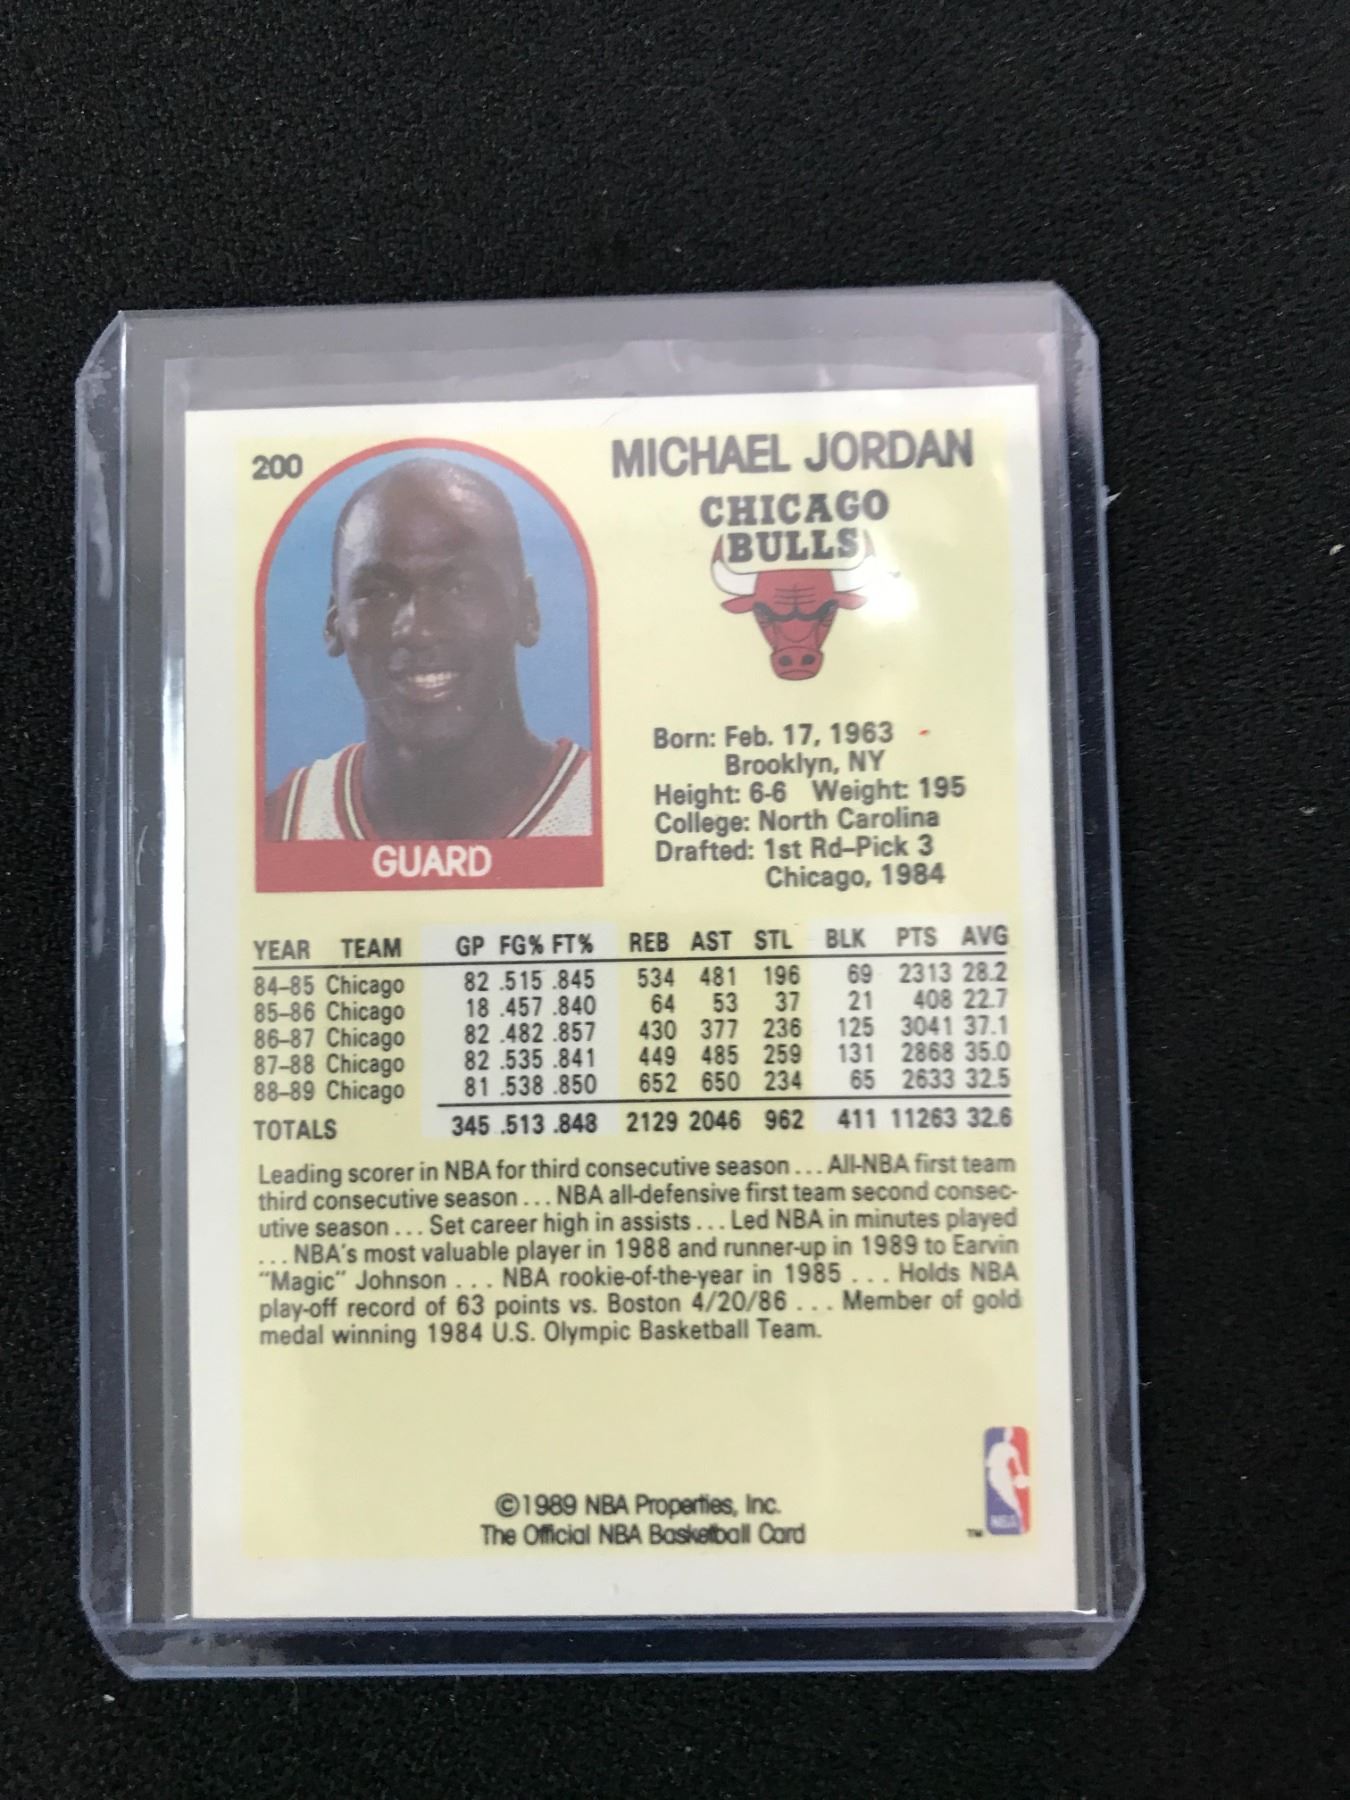 200
MICHAEL JORDAN
CHICAGO
BULLS
GUARD
Born: Feb. 17, 1963
Brooklyn, NY
Height: 6-6 Weight: 195
College: North Carolina
Drafted: 1st Rd–Pick 3
Chicago, 1984
YEAR TEAM GP FG% FT% REB AST STL BLK PTS AVG
84–85 Chicago 82 .515 .845 534 481 196 69 2313 28.2
85–86 Chicago 18 .457 .840 64 53 37 21 408 22.7
86–87 Chicago 82 .482 .857 430 377 236 125 3041 37.1
87–88 Chicago 82 .535 .841 449 485 259 131 2868 35.0
88–89 Chicago 81 .538 .850 652 650 234 65 2633 32.5
TOTALS 345 .513 .848 2129 2046 962 411 11263 32.6
Leading scorer in NBA for third consecutive season . . . All-NBA first team
third consecutive season . . . NBA all-defensive first team second consec-
utive season . . . Set career high in assists . . . Led NBA in minutes played
. . . NBA's most valuable player in 1988 and runner-up in 1989 to Earvin
"Magic" Johnson . . . NBA rookie-of-the-year in 1985 . . . Holds NBA
play-off record of 63 points vs. Boston 4/20/86 . . . Member of gold
medal winning 1984 U.S. Olympic Basketball Team.
©1989 NBA Properties, Inc.
The Official NBA Basketball Card
TM
NBA